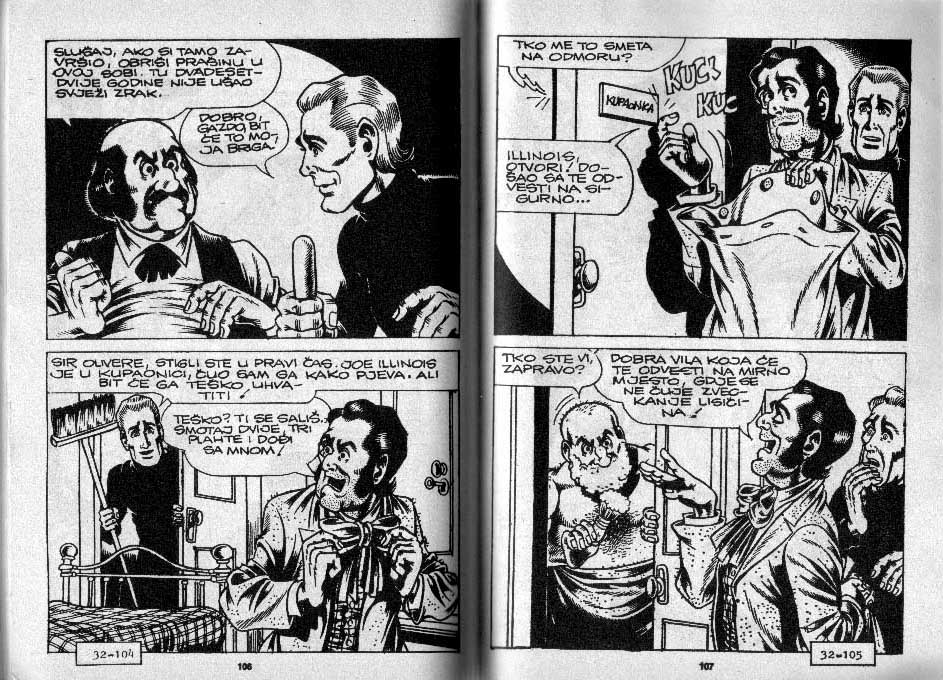 SLUŠAJ, AKO SI TAMO ZA-
VRŠIO, OBRIŠI PRAŠINU U
OVOJ SOBI. TU DVADESET-
DVIJE GODINE NIJE UŠAO
SVJEŽI ZRAK...
DOBRO,
GAZDO, BIT
ĆE TO MO-
JA BRIGA!
SIR OLIVERE, STIGLI STE U PRAVI ČAS. JOE ILLINOIS
JE U KUPAONICI, ČUO SAM GA KAKO PJEVA. ALI
BIT ĆE GA TEŠKO UHVA-
TITI!
TEŠKO? TI SE ŠALIŠ...
SMOTAJ DVIJE, TRI
PLAHTE I DOĐI
SA MNOM!
32-104
106
TKO ME TO SMETA
NA ODMORU?
KUPAONICA
KUC!
KUC
ILLINOIS,
OTVORI! DO-
ŠAO SA TE OD-
VESTI NA SI-
GURNO...
TKO STE VI,
ZAPRAVO?
DOBRA VILA KOJA ĆE
TE ODVESTI NA MIRNO
MJESTO, GDJE SE
NE ČUJE ZVEC-
KANJE LISIČI-
NA!
32-105
107